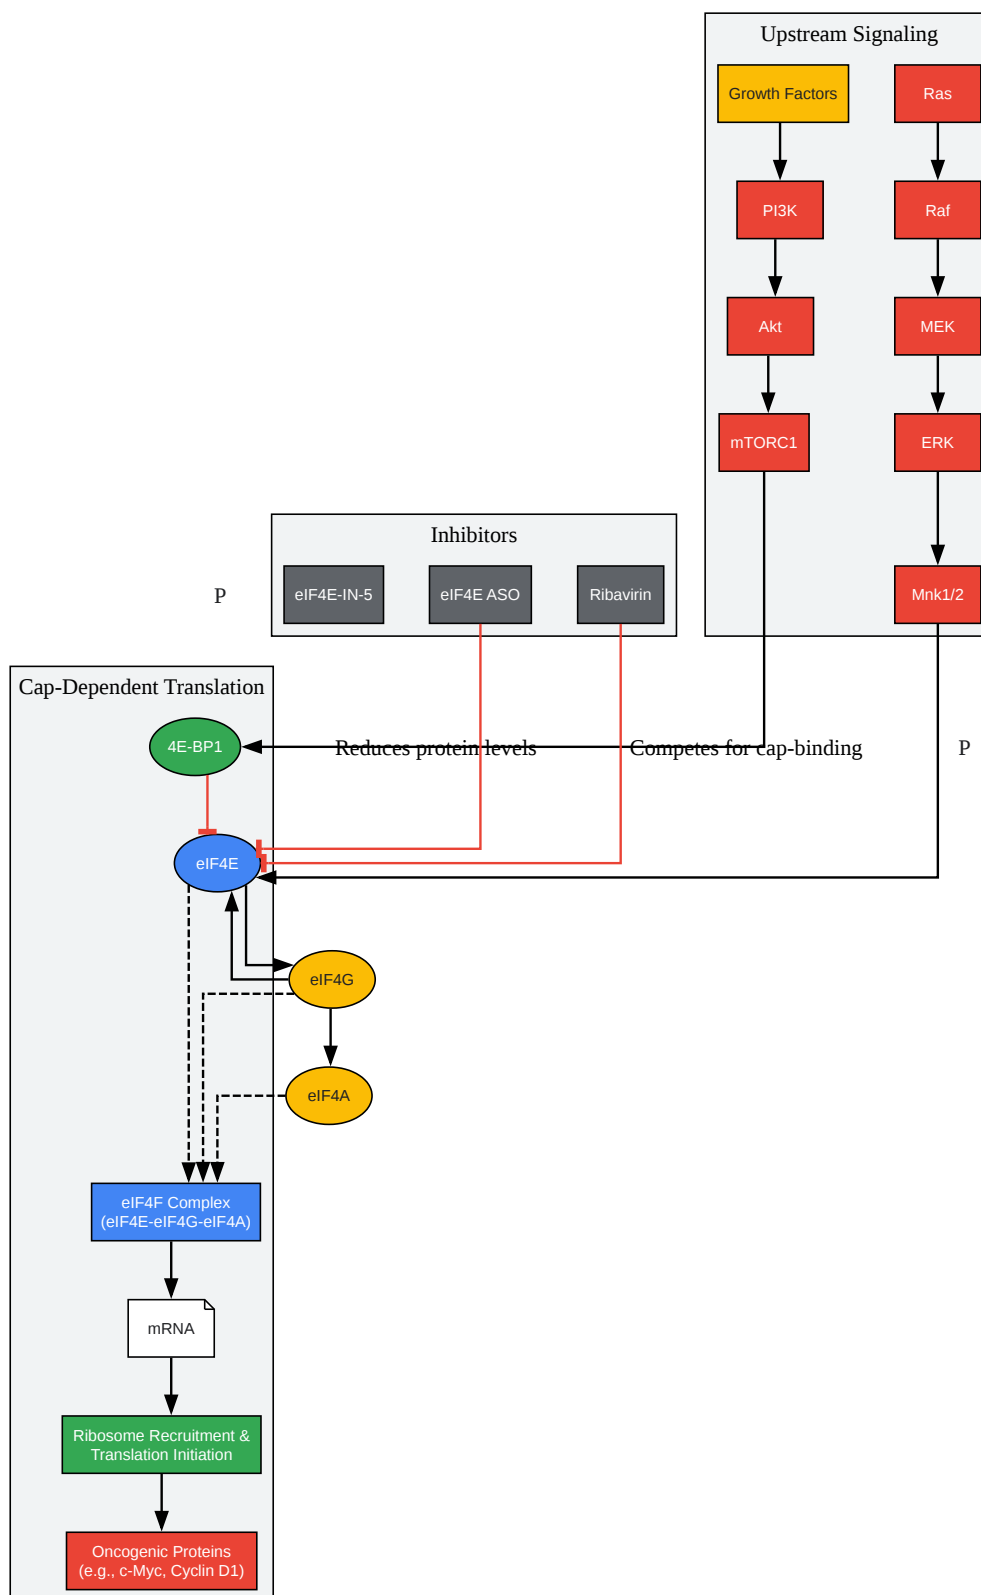 Upstream Signaling
Growth Factors
Ras
PI3K
Raf
Akt
MEK
mTORC1
ERK
Inhibitors
P
eIF4E-IN-5
eIF4E ASO
Ribavirin
Mnk1/2
Cap-Dependent Translation
4E-BP1
Reduces protein levels
Competes for cap-binding
P
eIF4E
eIF4G
eIF4A
eIF4F Complex
(eIF4E-eIF4G-eIF4A)
mRNA
Ribosome Recruitment &
Translation Initiation
Oncogenic Proteins
(e.g., c-Myc, Cyclin D1)